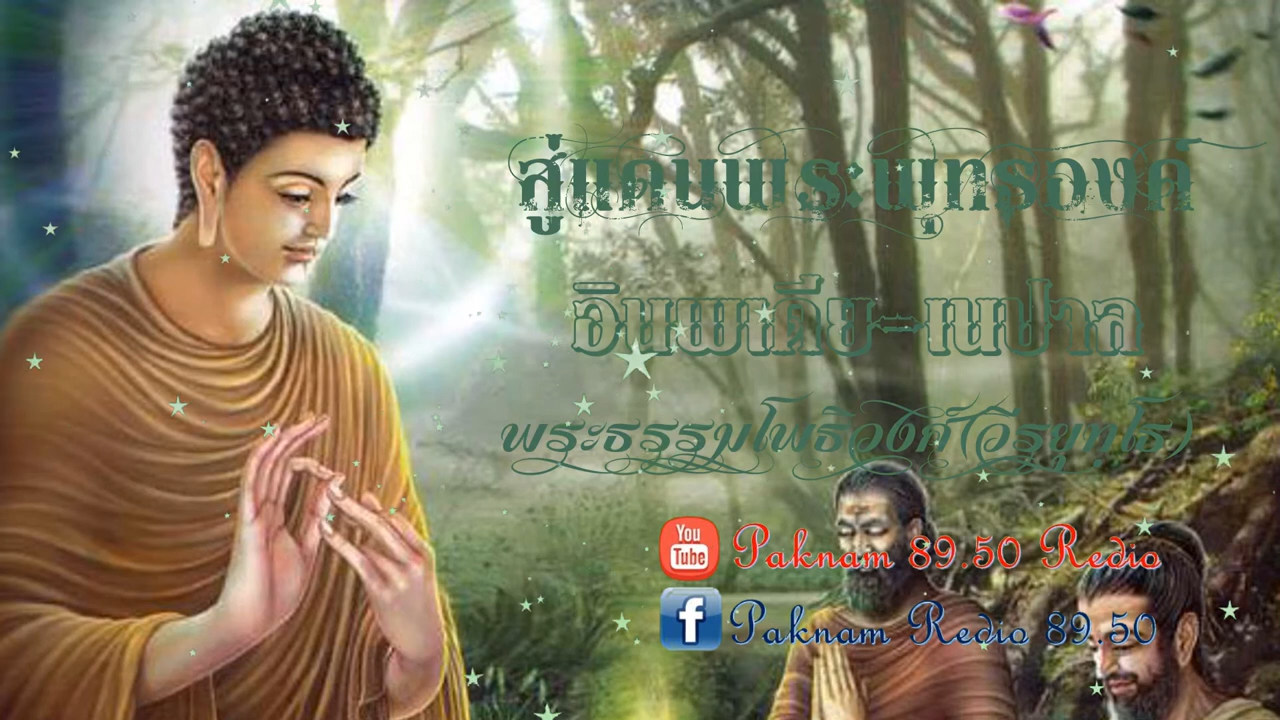 สู่แดนพระพุทธองค์
อินเดีย-เนปาล
พระธรรมโพธิวงศ์(วีรยุทฺโธ)
You Tube Paknam 89.50 Redio
f Paknam Redio 89.50